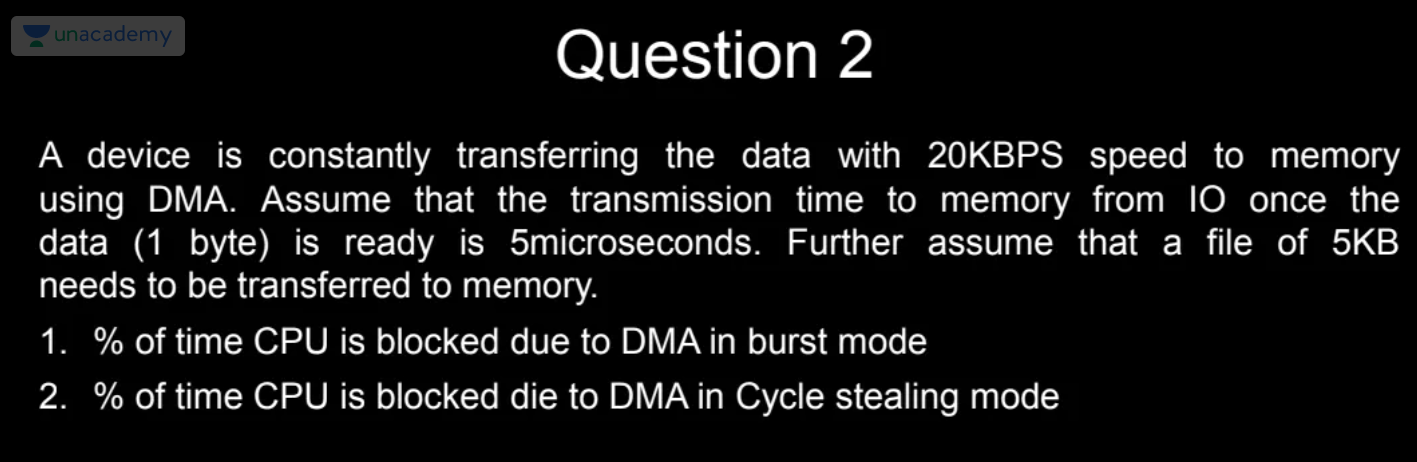 unacademy
Question 2
A device is constantly transferring the data with 20KBPS speed to memory
using DMA. Assume that the transmission time to memory from IO once the
data (1 byte) is ready is 5microseconds. Further assume that a file of 5KB
needs to be transferred to memory.
1. % of time CPU is blocked due to DMA in burst mode
2. % of time CPU is blocked die to DMA in Cycle stealing mode